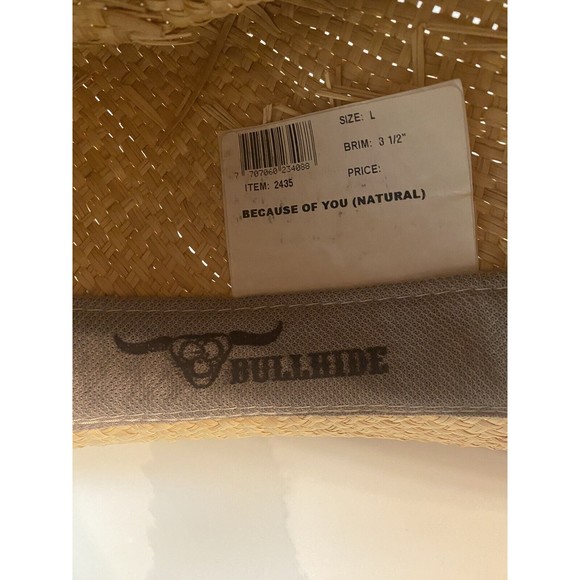 SIZE: L
BRIM: 3 1/2"
PRICE:
7 707060 234088
ITEM: 2435
BECAUSE OF YOU (NATURAL)
BULLHIDE